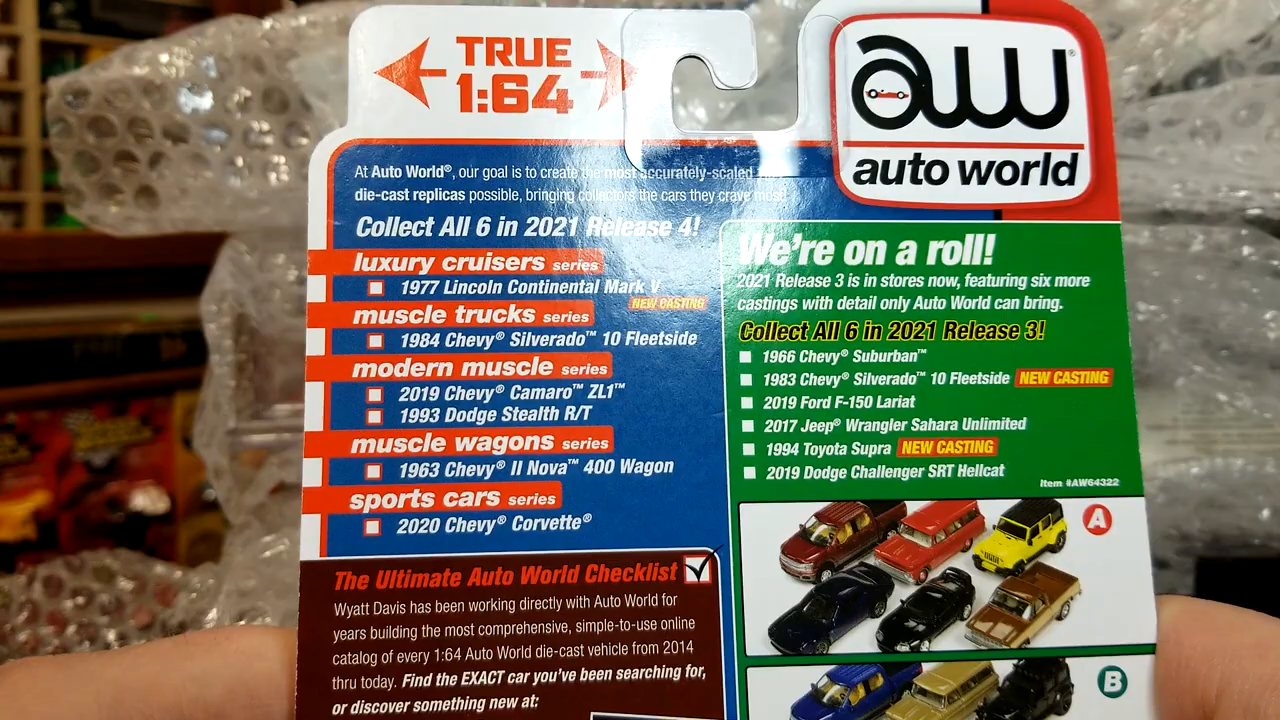 TRUE
1:64
aw®
auto world
At Auto World®, our goal is to create the most accurately-scaled
die-cast replicas possible, bringing collectors the cars they crave most!
Collect All 6 in 2021 Release 4!
luxury cruisers series
1977 Lincoln Continental Mark V
NEW CASTING
muscle trucks series
1984 Chevy® Silverado™ 10 Fleetside
modern muscle series
2019 Chevy® Camaro™ ZL1™
1993 Dodge Stealth R/T
muscle wagons series
1963 Chevy® II Nova™ 400 Wagon
sports cars series
2020 Chevy® Corvette®
The Ultimate Auto World Checklist
Wyatt Davis has been working directly with Auto World for
years building the most comprehensive, simple-to-use online
catalog of every 1:64 Auto World die-cast vehicle from 2014
thru today. Find the EXACT car you've been searching for,
or discover something new at:
We're on a roll!
2021 Release 3 is in stores now, featuring six more
castings with detail only Auto World can bring.
Collect All 6 in 2021 Release 3!
1966 Chevy® Suburban™
1983 Chevy® Silverado™ 10 Fleetside NEW CASTING
2019 Ford F-150 Lariat
2017 Jeep® Wrangler Sahara Unlimited
1994 Toyota Supra NEW CASTING
2019 Dodge Challenger SRT Hellcat
Item #AW64322
A
B